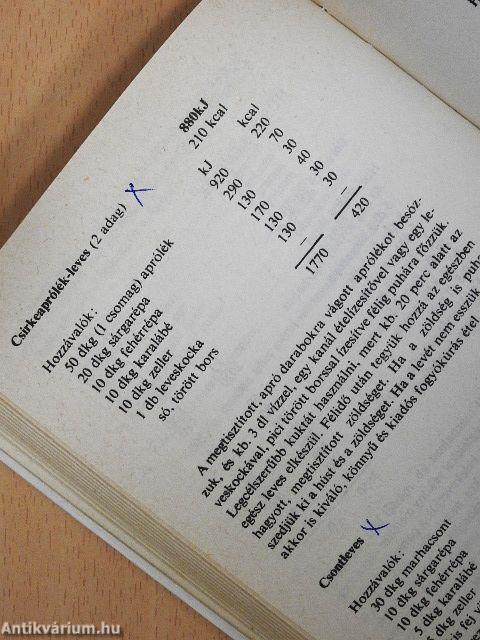 Csirkeaprólék-leves (2 adag) 880kJ
210 kcal
Hozzávalók: kJ kcal
50 dkg (1 csomag) aprólék 920 220
20 dkg sárgarépa 290 70
10 dkg fehérrépa 130 30
10 dkg karalábé 170 40
10 dkg zeller 130 30
1 db leveskocka 130 30
só, törött bors – –
1770 420
A megtisztított, apró darabokra vágott aprólékot besóz-
zuk, és kb. 3 dl vízzel, egy kanál ételízesítővel vagy egy le-
veskockával, pici törött borssal ízesítve félig puhára főzzük.
Legcélszerűbb kuktát használni, mert kb. 20 perc alatt az
egész leves elkészül. Félidő után tegyük hozzá az egészben
hagyott, megtisztított zöldséget. Ha a zöldség is puh
szedjük ki a húst és a zöldséget. Ha a levét nem esszük
akkor is kiváló, könnyű és kiadós fogyókúrás éte
Csontleves
Hozzávalók:
30 dkg marhacsont
10 dkg sárgarépa
10 dkg fehérrépa
5 dkg karalábé
dkg zeller
fej v
Antikvárium.hu